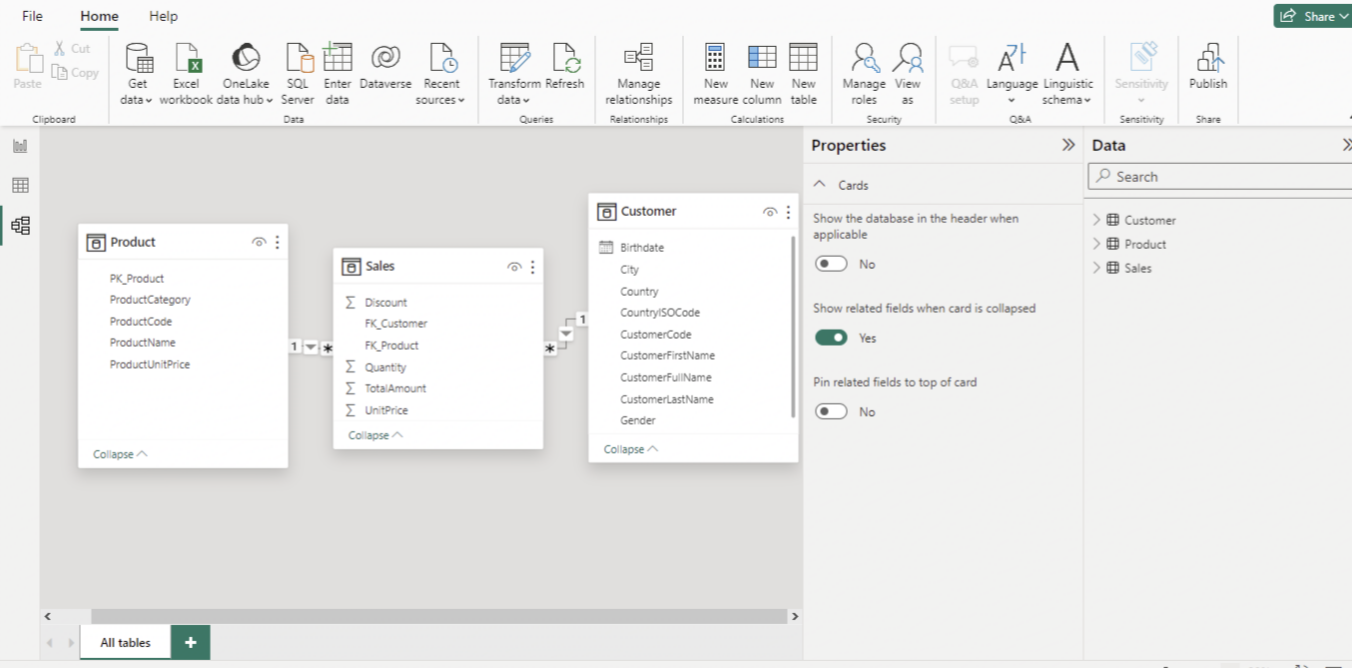 File Home Help
Share
Paste
Cut
Copy
Clipboard
Get data
Excel workbook
OneLake data hub
SQL Server
Enter data
Dataverse
Recent sources
Data
Transform data
Refresh
Queries
Manage relationships
Relationships
New measure
New column
New table
Calculations
Manage roles
View as
Security
Q&A setup
Language
Linguistic schema
Q&A
Sensitivity
Sensitivity
Publish
Share
Product
PK_Product
ProductCategory
ProductCode
ProductName
ProductUnitPrice
Collapse
1
*
Sales
Σ Discount
FK_Customer
FK_Product
Σ Quantity
Σ TotalAmount
Σ UnitPrice
Collapse
*
1
Customer
Birthdate
City
Country
CountryISOCode
CustomerCode
CustomerFirstName
CustomerFullName
CustomerLastName
Gender
Collapse
Properties
Cards
Show the database in the header when
applicable
No
Show related fields when card is collapsed
Yes
Pin related fields to top of card
No
Data
Search
Customer
Product
Sales
All tables
+